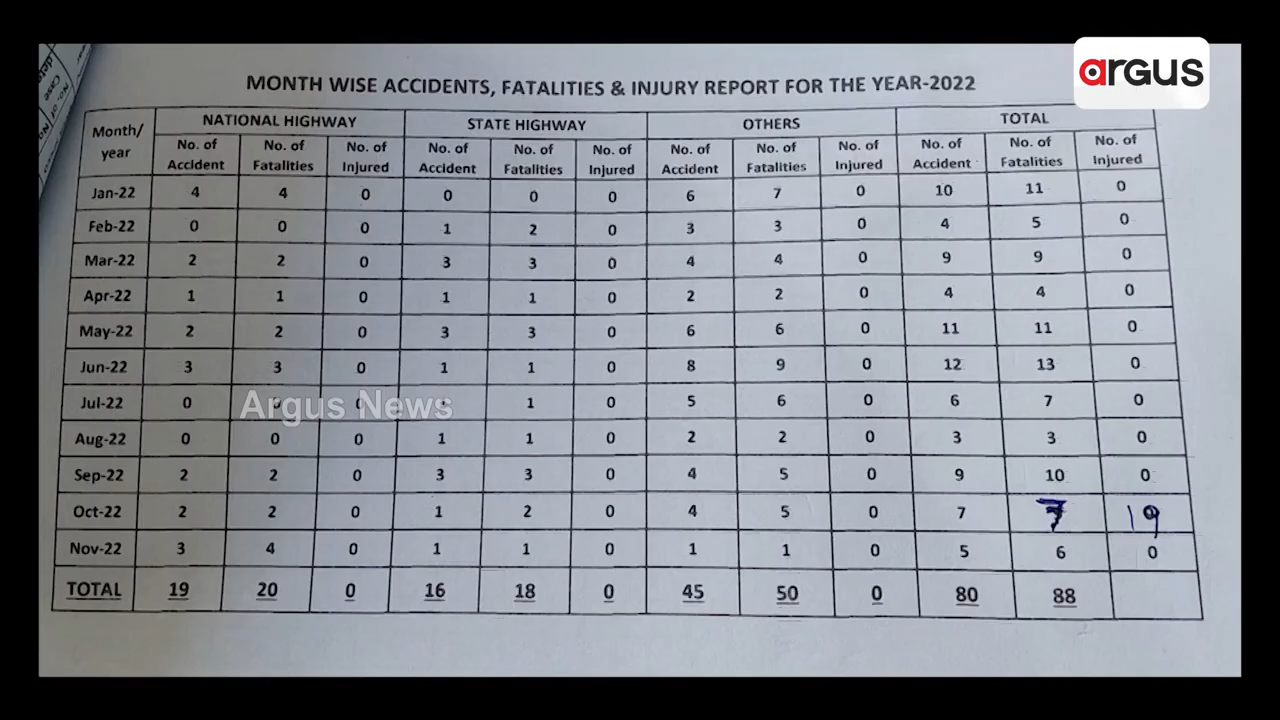 argus
MONTH WISE ACCIDENTS, FATALITIES & INJURY REPORT FOR THE YEAR-2022
Month/year NATIONAL HIGHWAY STATE HIGHWAY OTHERS TOTAL
No. of Accident No. of Fatalities No. of Injured No. of Accident No. of Fatalities No. of Injured No. of Accident No. of Fatalities No. of Injured No. of Accident No. of Fatalities No. of Injured
Jan-22 4 4 0 0 0 0 6 7 0 10 11 0
Feb-22 0 0 0 1 2 0 3 3 0 4 5 0
Mar-22 2 2 0 3 3 0 4 4 0 9 9 0
Apr-22 1 1 0 1 1 0 2 2 0 4 4 0
May-22 2 2 0 3 3 0 6 6 0 11 11 0
Jun-22 3 3 0 1 1 0 8 9 0 12 13 0
Jul-22 0 1 0 5 6 0 6 7 0
Argus News
Aug-22 0 0 0 1 1 0 2 2 0 3 3 0
Sep-22 2 2 0 3 3 0 4 5 0 9 10 0
Oct-22 2 2 0 1 2 0 4 5 0 7 7 19
Nov-22 3 4 0 1 1 0 1 1 0 5 6 0
TOTAL 19 20 0 16 18 0 45 50 0 80 88